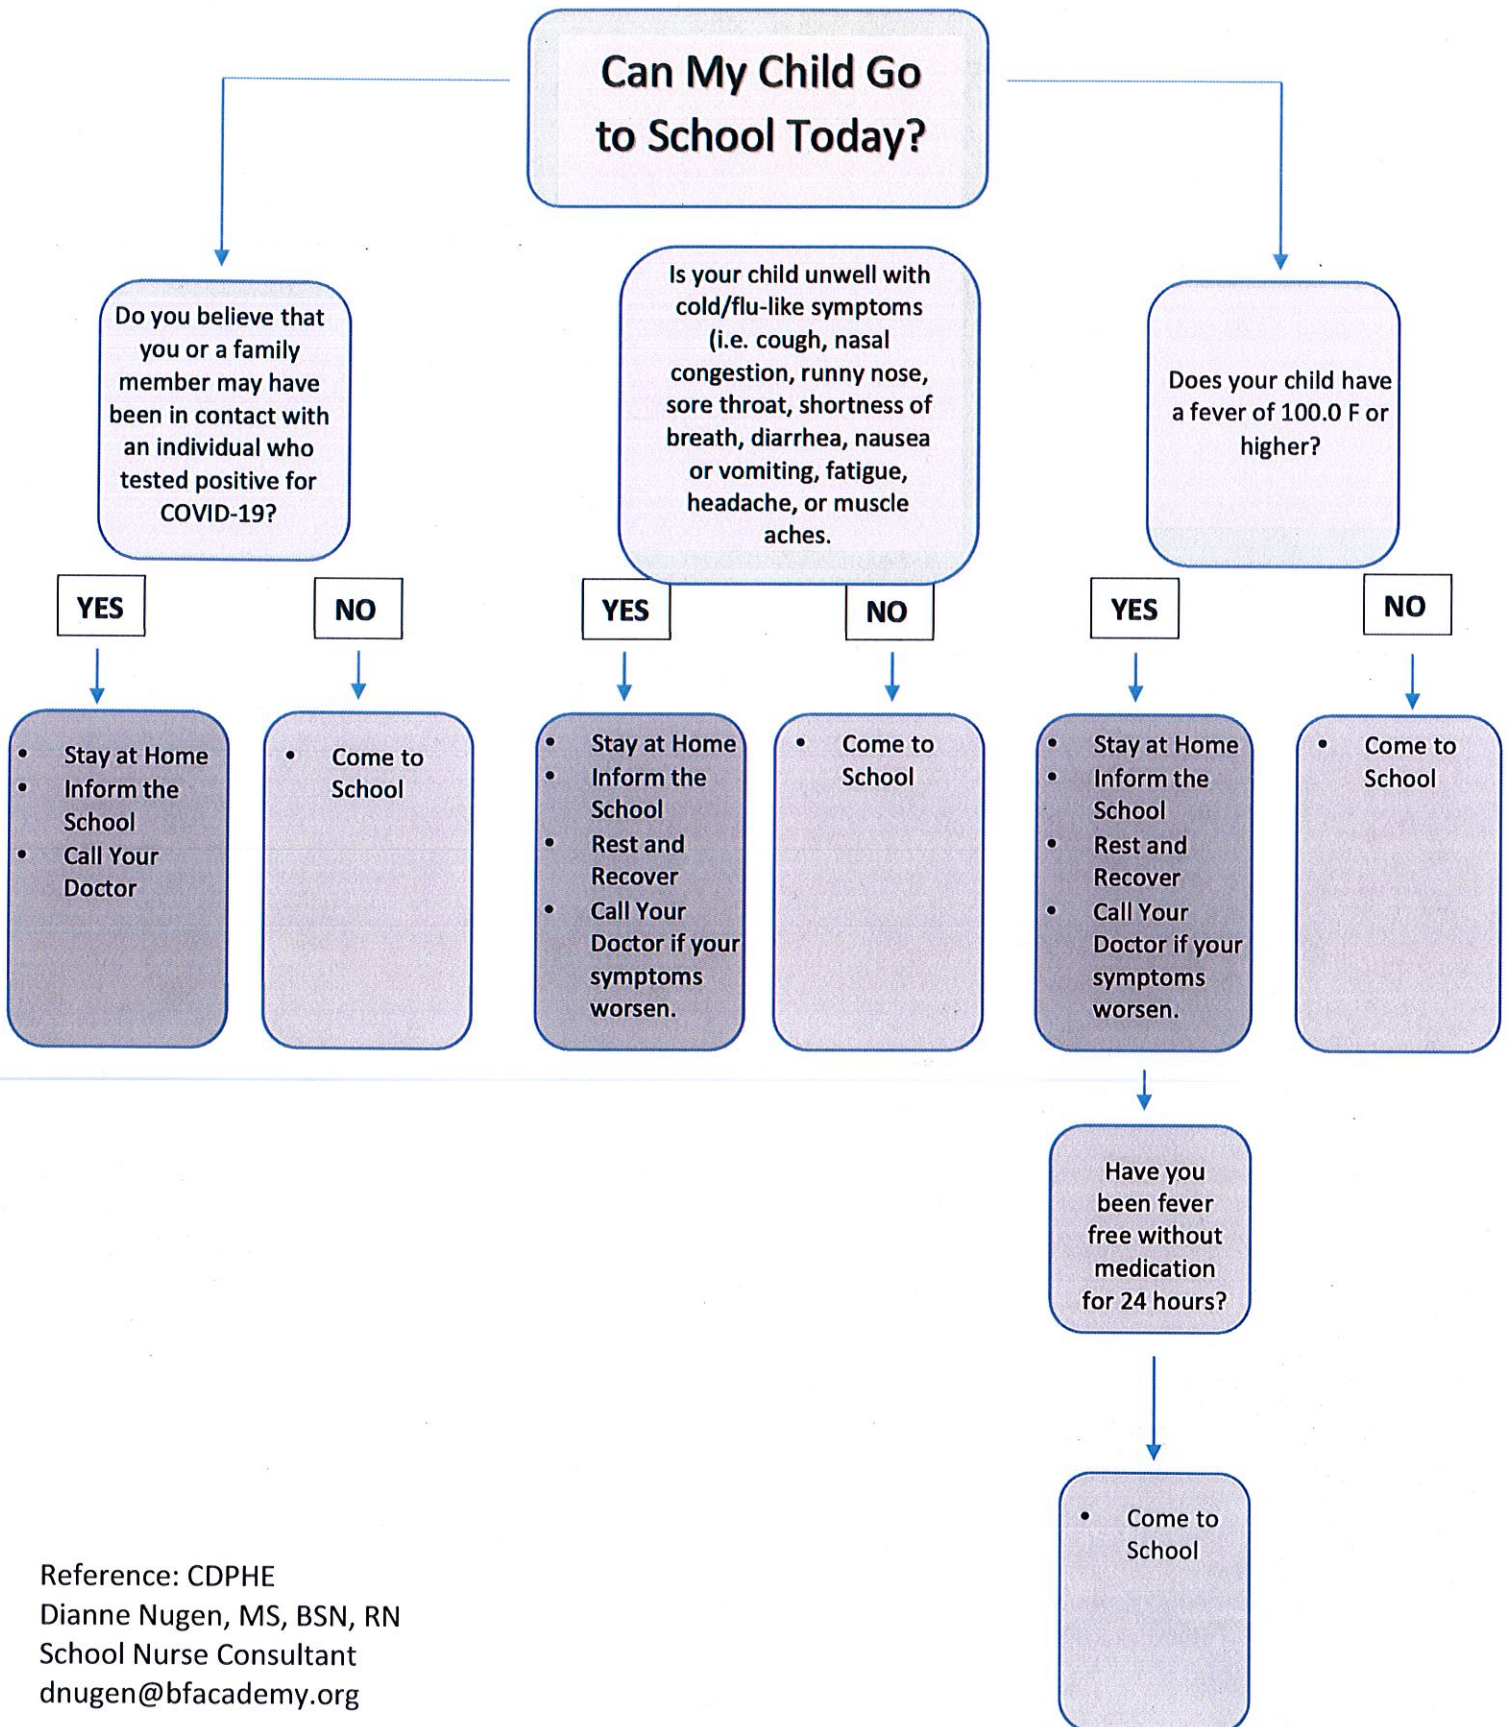 Can My Child Go
to School Today?
Do you believe that
you or a family
member may have
been in contact with
an individual who
tested positive for
COVID-19?
Is your child unwell with
cold/flu-like symptoms
(i.e. cough, nasal
congestion, runny nose,
sore throat, shortness of
breath, diarrhea, nausea
or vomiting, fatigue,
headache, or muscle
aches.
Does your child have
a fever of 100.0 F or
higher?
YES
NO
YES
NO
YES
NO
• Stay at Home
• Inform the
School
• Call Your
Doctor
• Come to
School
• Stay at Home
• Inform the
School
• Rest and
Recover
• Call Your
Doctor if your
symptoms
worsen.
• Come to
School
• Stay at Home
• Inform the
School
• Rest and
Recover
• Call Your
Doctor if your
symptoms
worsen.
• Come to
School
Have you
been fever
free without
medication
for 24 hours?
• Come to
School
Reference: CDPHE
Dianne Nugen, MS, BSN, RN
School Nurse Consultant
dnugen@bfacademy.org